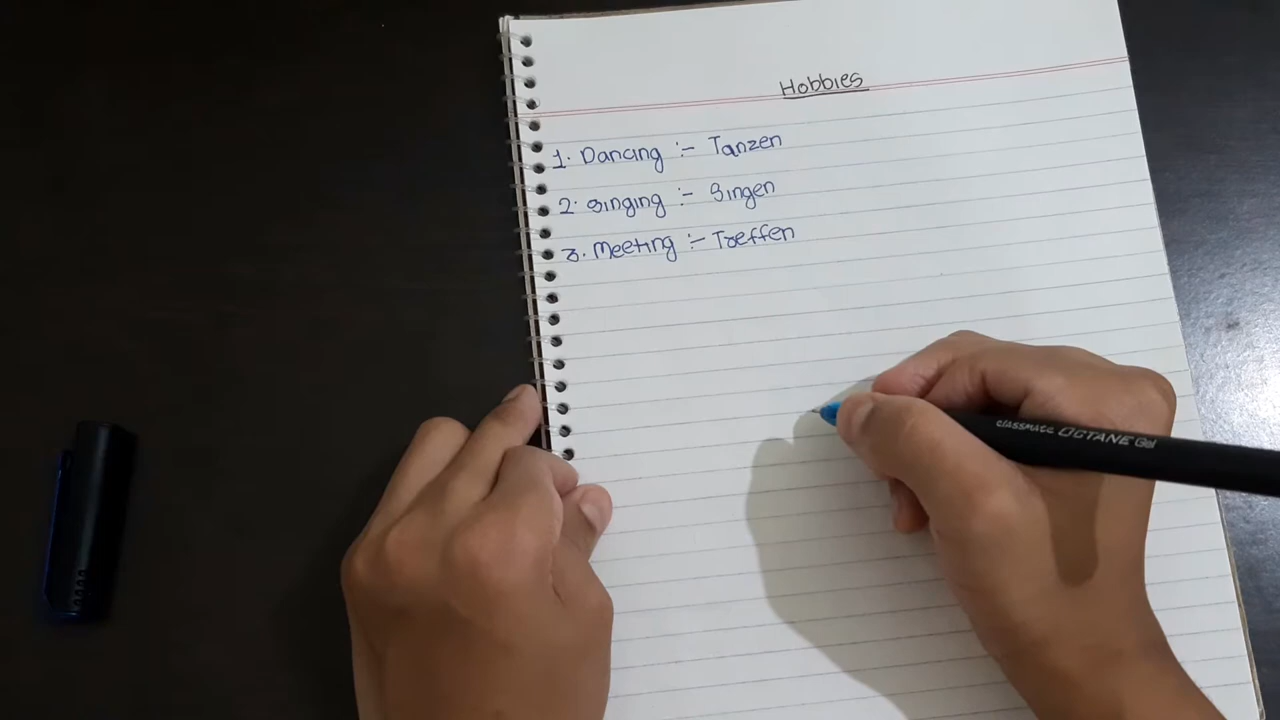 Hobbies
1. Dancing :- Tanzen
2. singing :- Singen
3. Meeting :- Treffen
classmate OCTANE Gel